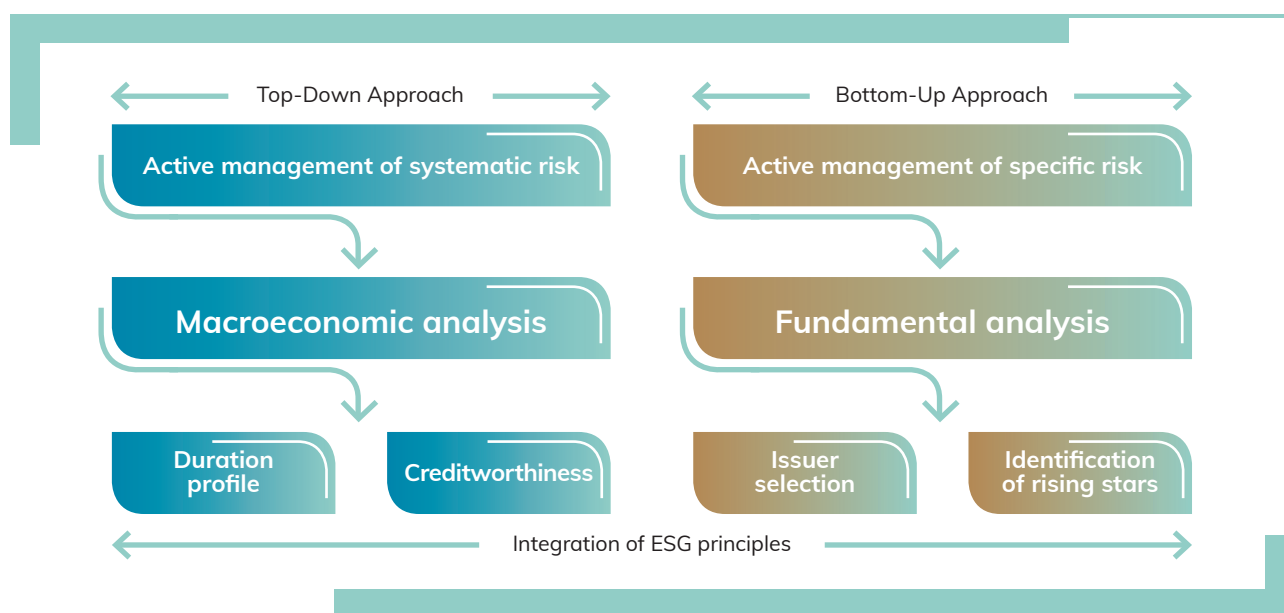 Top-Down Approach
Bottom-Up Approach
Active management of systematic risk
Active management of specific risk
Macroeconomic analysis
Fundamental analysis
Duration
profile
Creditworthiness
Issuer
selection
Identification
of rising stars
Integration of ESG principles